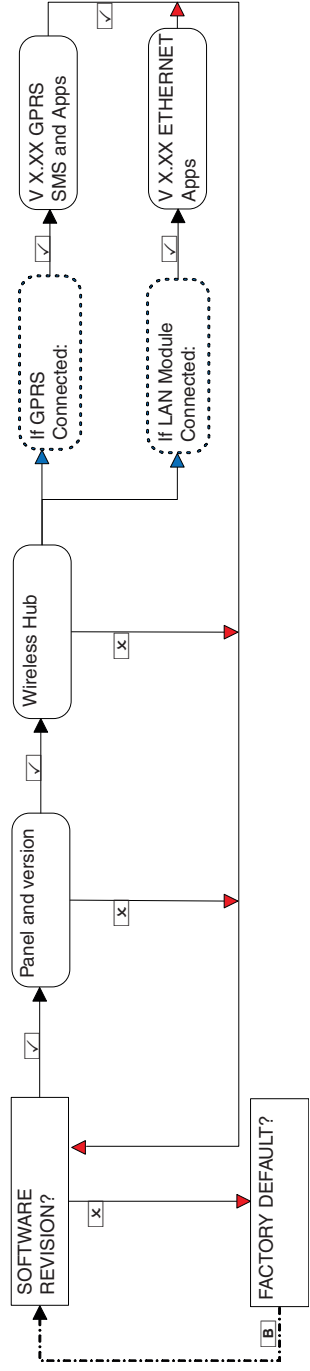 SOFTWARE
REVISION?
Panel and version
Wireless Hub
If GPRS
Connected:
V X.XX GPRS
SMS and Apps
If LAN Module
Connected:
V X.XX ETHERNET
Apps
FACTORY DEFAULT?
B